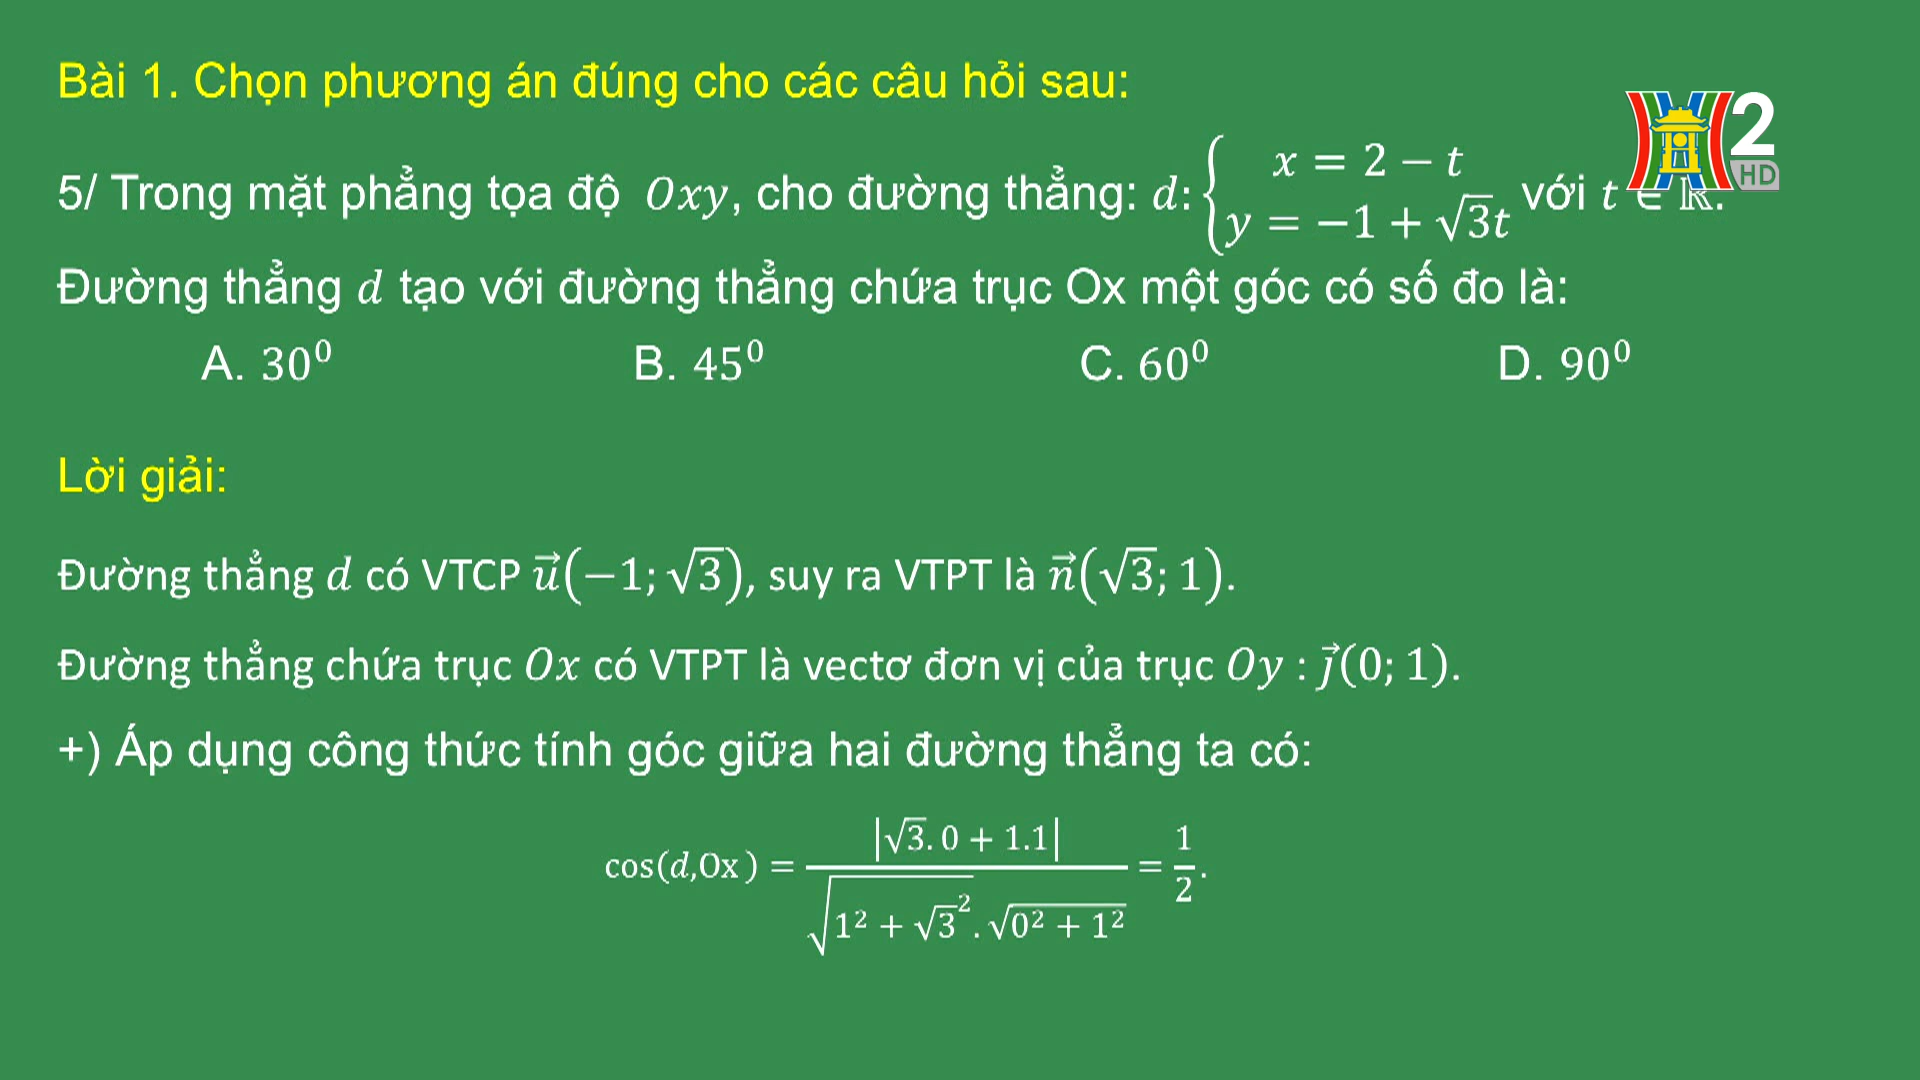 Bài 1. Chọn phương án đúng cho các câu hỏi sau:
2
HD
5/ Trong mặt phẳng tọa độ Oxy, cho đường thẳng: d: { x = 2 − t ; y = −1 + √3t với t ∈ ℝ.
Đường thẳng d tạo với đường thẳng chứa trục Ox một góc có số đo là:
A. 30⁰ B. 45⁰ C. 60⁰ D. 90⁰
Lời giải:
Đường thẳng d có VTCP u⃗(−1; √3), suy ra VTPT là n⃗(√3; 1).
Đường thẳng chứa trục Ox có VTPT là vectơ đơn vị của trục Oy : j⃗(0; 1).
+) Áp dụng công thức tính góc giữa hai đường thẳng ta có:
cos(d,Ox) = |√3. 0 + 1.1| / (√(1² + √3²). √(0² + 1²)) = 1/2.